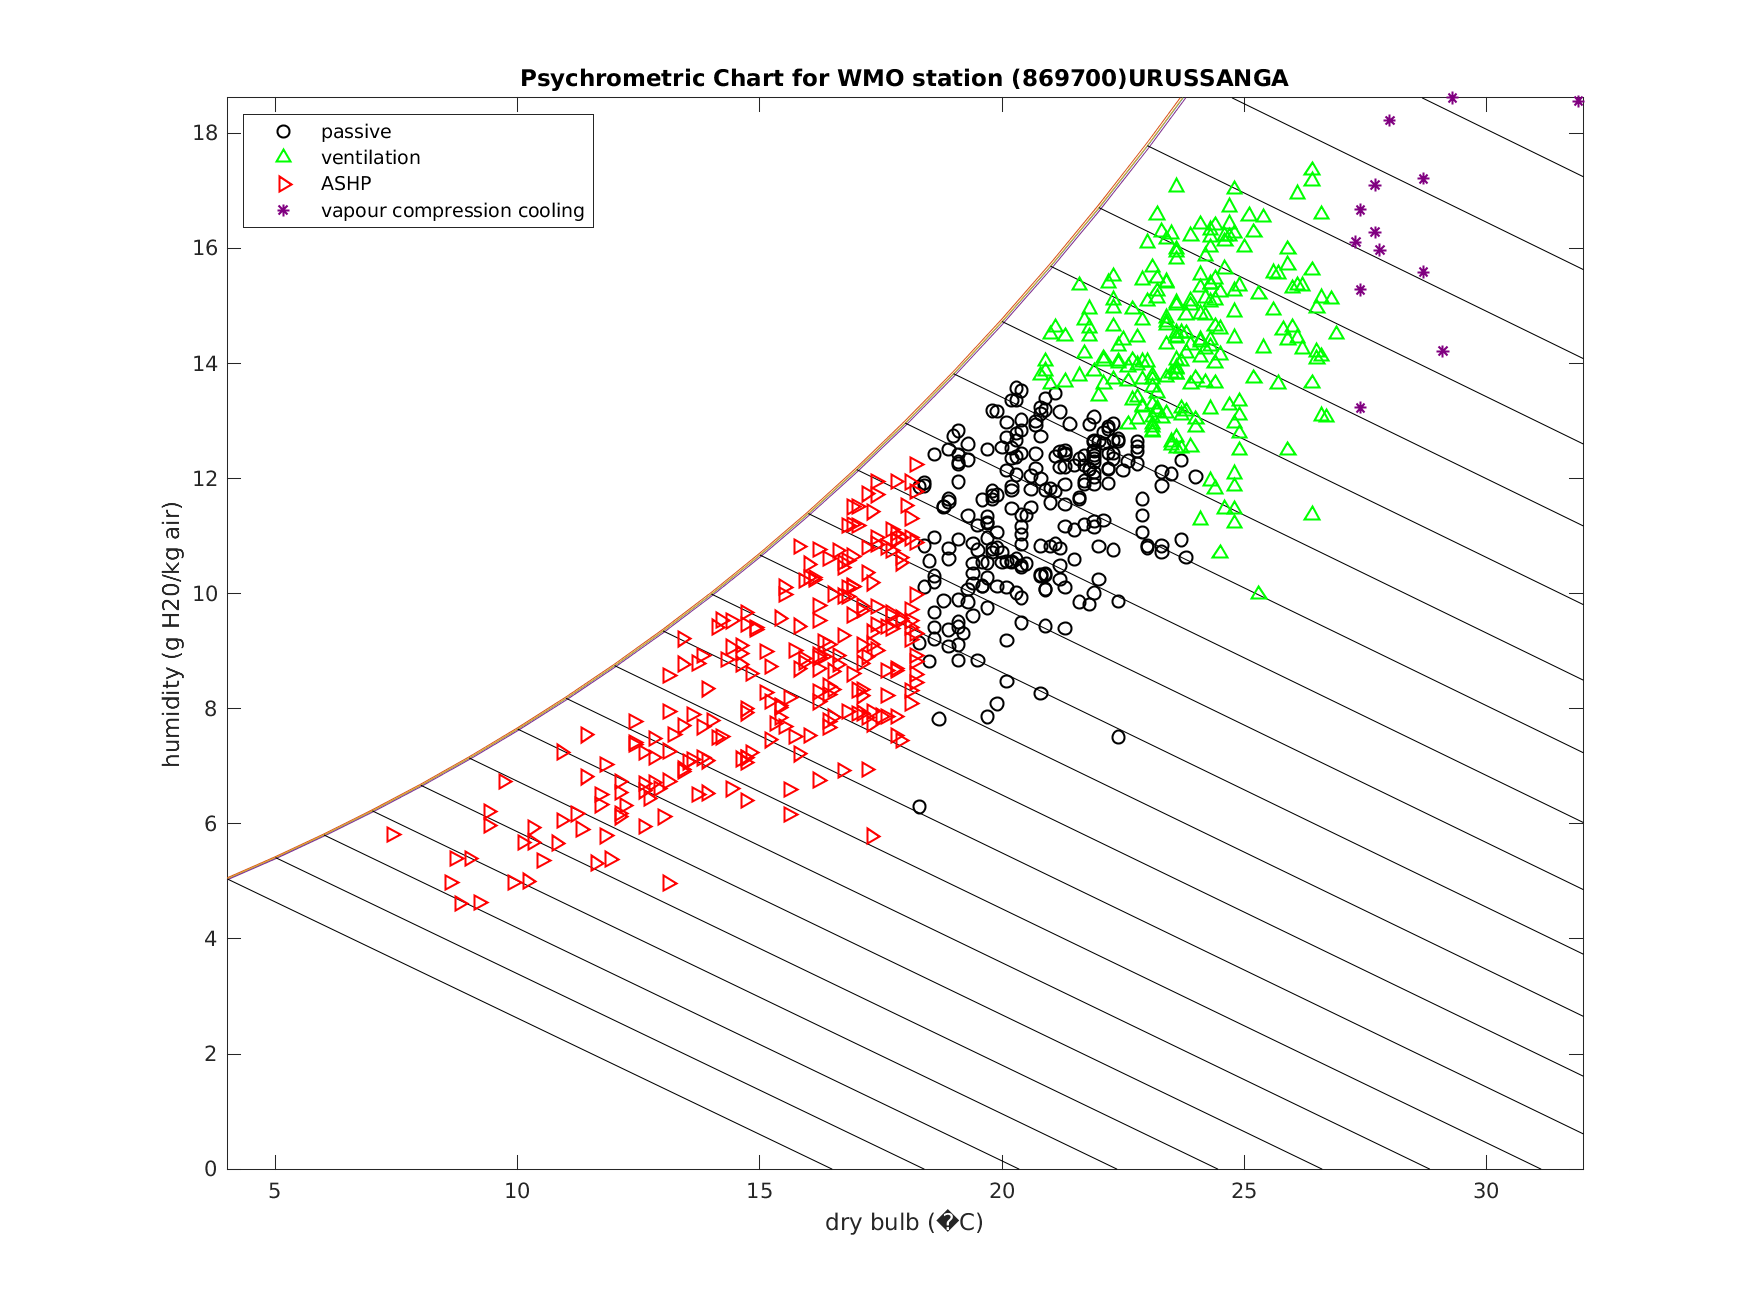 Psychrometric Chart for WMO station (869700)URUSSANGA
passive
ventilation
ASHP
vapour compression cooling
18
16
14
12
10
8
6
4
2
0
humidity (g H20/kg air)
5 10 15 20 25 30
dry bulb (�C)